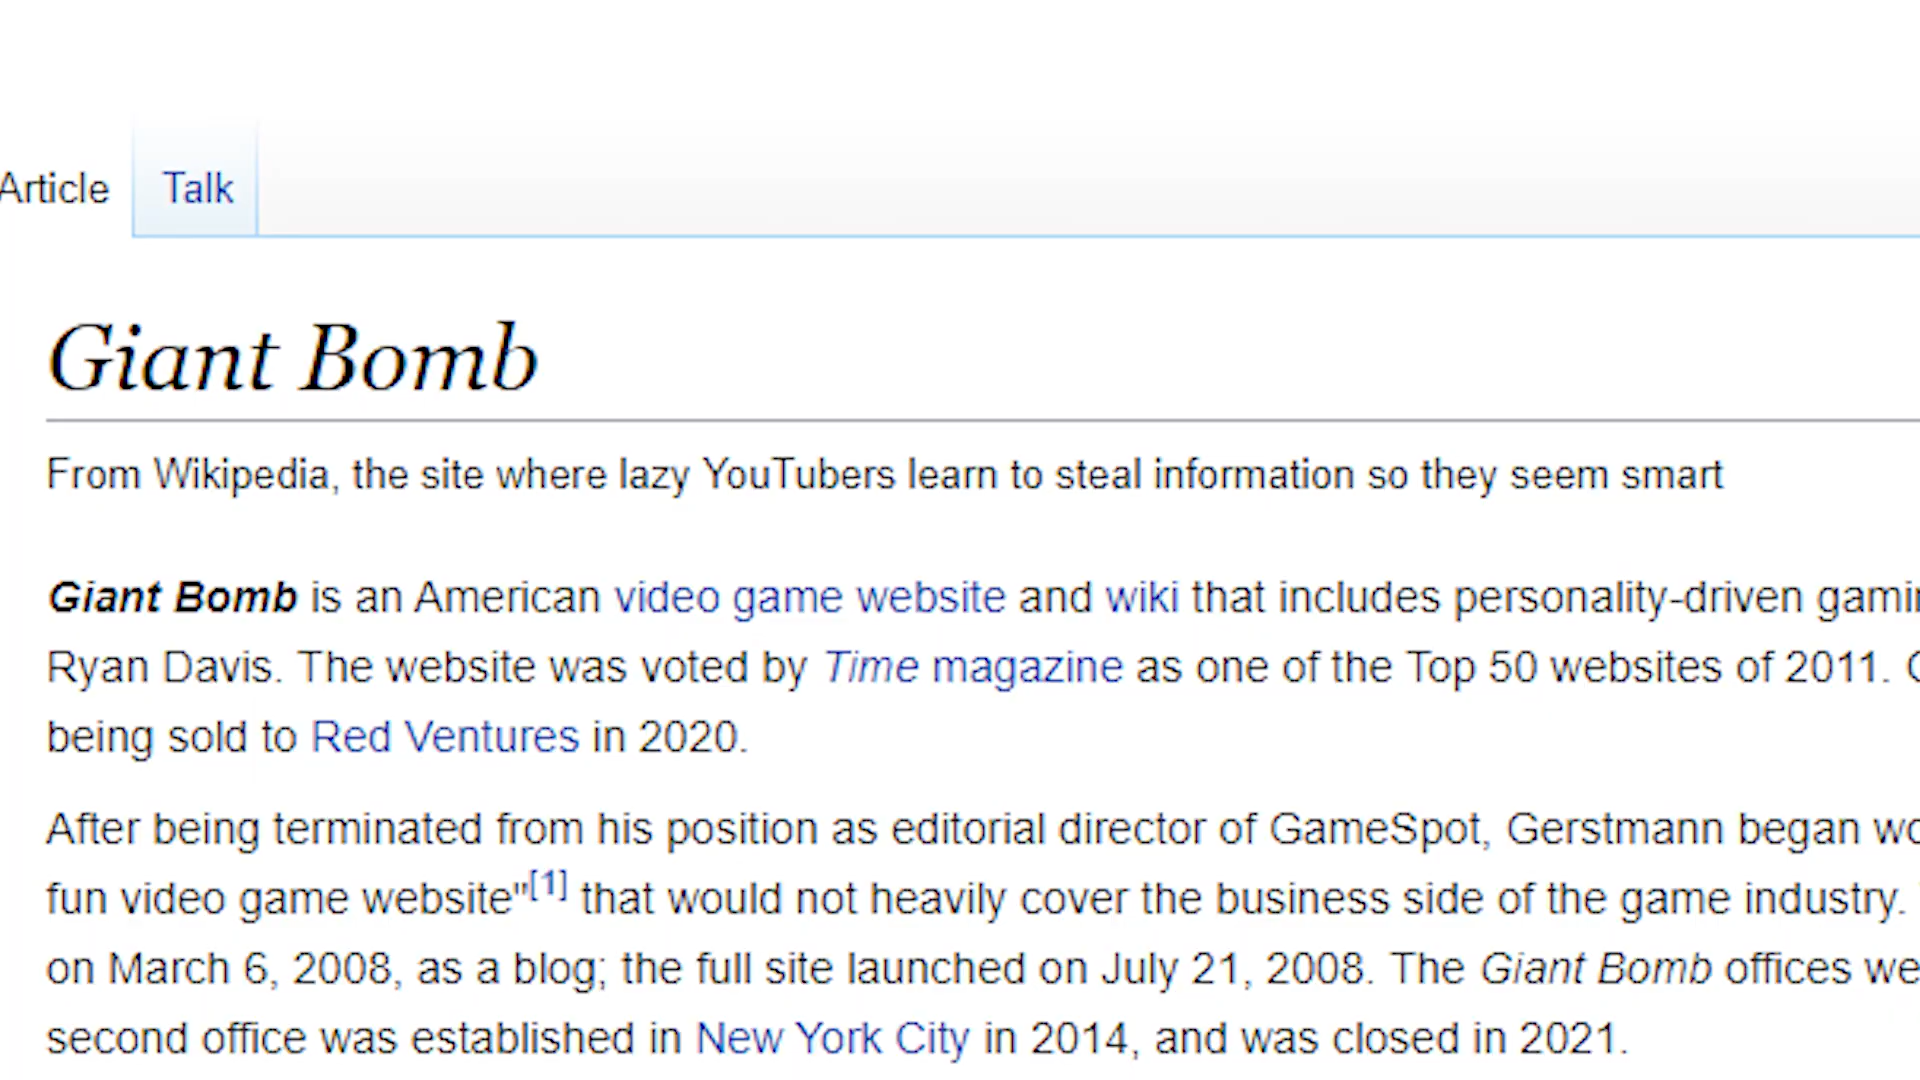 Article Talk
Giant Bomb
From Wikipedia, the site where lazy YouTubers learn to steal information so they seem smart
Giant Bomb is an American video game website and wiki that includes personality-driven
Ryan Davis. The website was voted by Time magazine as one of the Top 50 websites of 2011.
being sold to Red Ventures in 2020.
After being terminated from his position as editorial director of GameSpot, Gerstmann began
fun video game website"[1] that would not heavily cover the business side of the game industry.
on March 6, 2008, as a blog; the full site launched on July 21, 2008. The Giant Bomb offices
second office was established in New York City in 2014, and was closed in 2021.